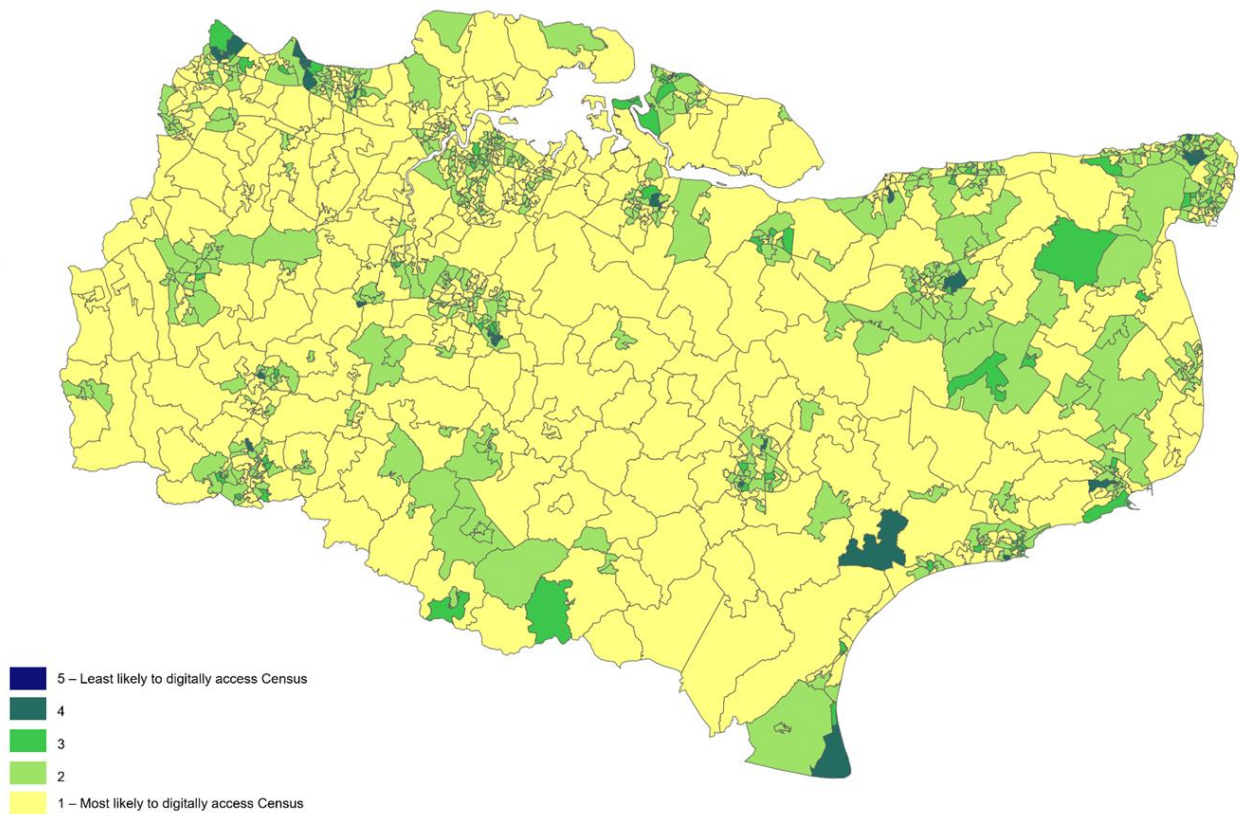 5 – Least likely to digitally access Census
4
3
2
1 – Most likely to digitally access Census